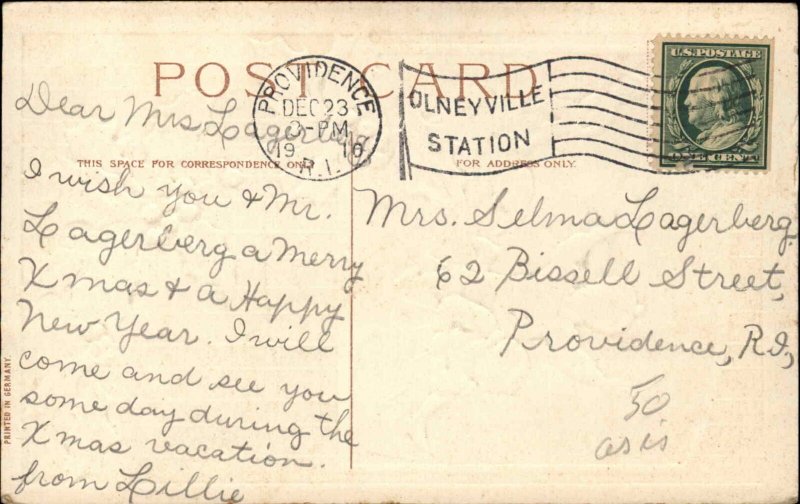 POST CARD
U.S. POSTAGE
ONE CENT
PROVIDENCE
DEC 23
3-PM
1910
R.I.
OLNEYVILLE
STATION
THIS SPACE FOR CORRESPONDENCE ONLY
FOR ADDRESS ONLY.
Dear Mrs Lagerberg
I wish you & Mr.
Lagerberg a Merry
Xmas & a Happy
New Year. I will
come and see you
some day during the
Xmas vacation.
from Lillie
Mrs. Selma Lagerberg.
62 Bissell Street,
Providence, R.I.,
50
as is
PRINTED IN GERMANY.